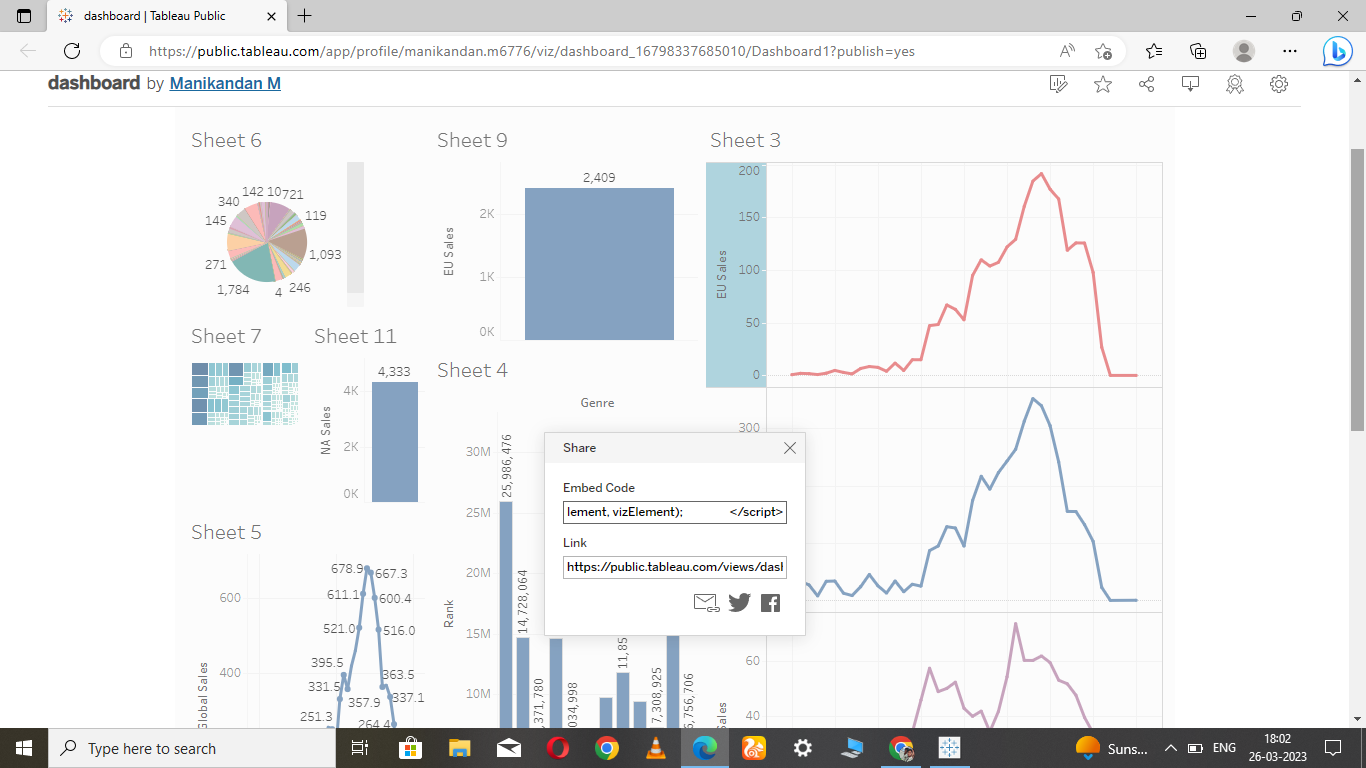 dashboard | Tableau Public
https://public.tableau.com/app/profile/manikandan.m6776/viz/dashboard_16798337685010/Dashboard1?publish=yes
dashboard by Manikandan M
Sheet 6
340
142
10
721
145
119
1,093
271
1,784
4
246
Sheet 9
2,409
EU Sales
2K
1K
0K
Sheet 3
EU Sales
200
150
100
50
0
300
60
40
Sales
Sheet 7
Sheet 11
4,333
NA Sales
4K
2K
0K
Sheet 4
Genre
Rank
30M
25M
20M
15M
10M
25,986,476
14,728,064
371,780
034,998
11,85
7,308,925
6,756,706
Sheet 5
Global Sales
600
400
678.9
667.3
611.1
600.4
521.0
516.0
395.5
363.5
331.5
357.9
337.1
251.3
264.4
Share
Embed Code
lement, vizElement); </script>
Link
https://public.tableau.com/views/dasl
Type here to search
Suns...
ENG
18:02
26-03-2023